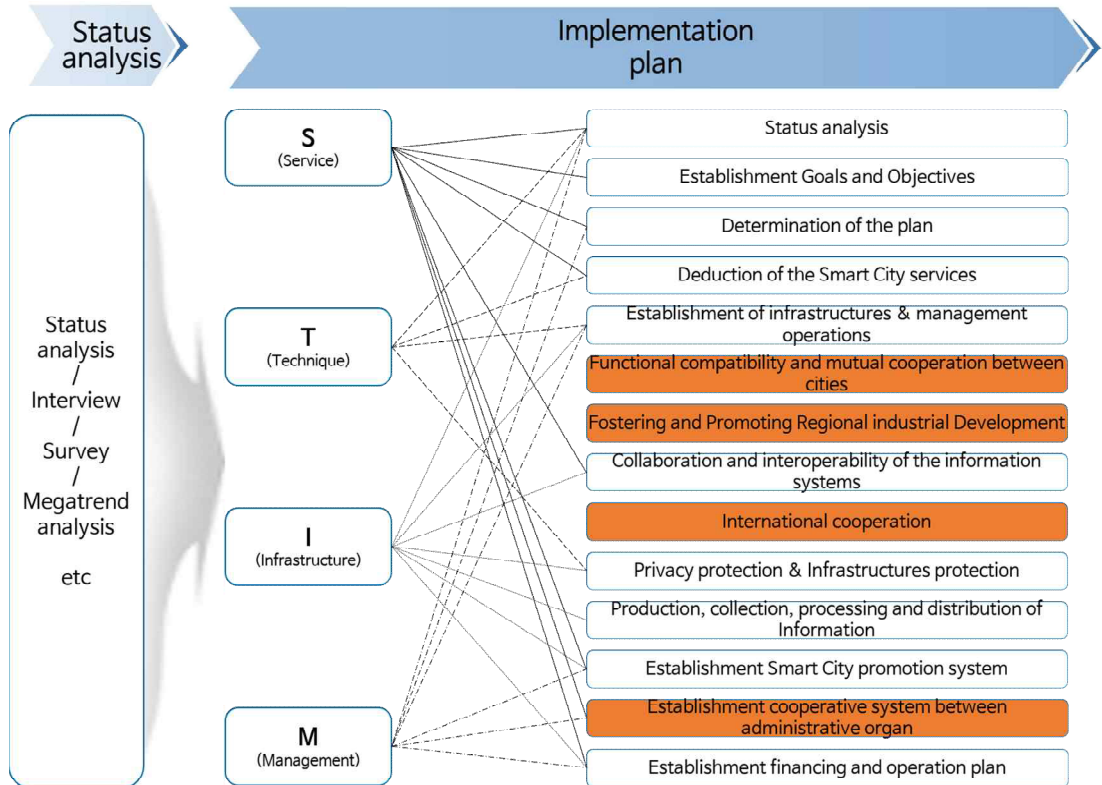 Status
analysis
Implementation
plan
Status
analysis
/
Interview
/
Survey
/
Megatrend
analysis
etc
S
(Service)
T
(Technique)
I
(Infrastructure)
M
(Management)
Status analysis
Establishment Goals and Objectives
Determination of the plan
Deduction of the Smart City services
Establishment of infrastructures & management
operations
Functional compatibility and mutual cooperation between
cities
Fostering and Promoting Regional industrial Development
Collaboration and interoperability of the information
systems
International cooperation
Privacy protection & Infrastructures protection
Production, collection, processing and distribution of
Information
Establishment Smart City promotion system
Establishment cooperative system between
administrative organ
Establishment financing and operation plan